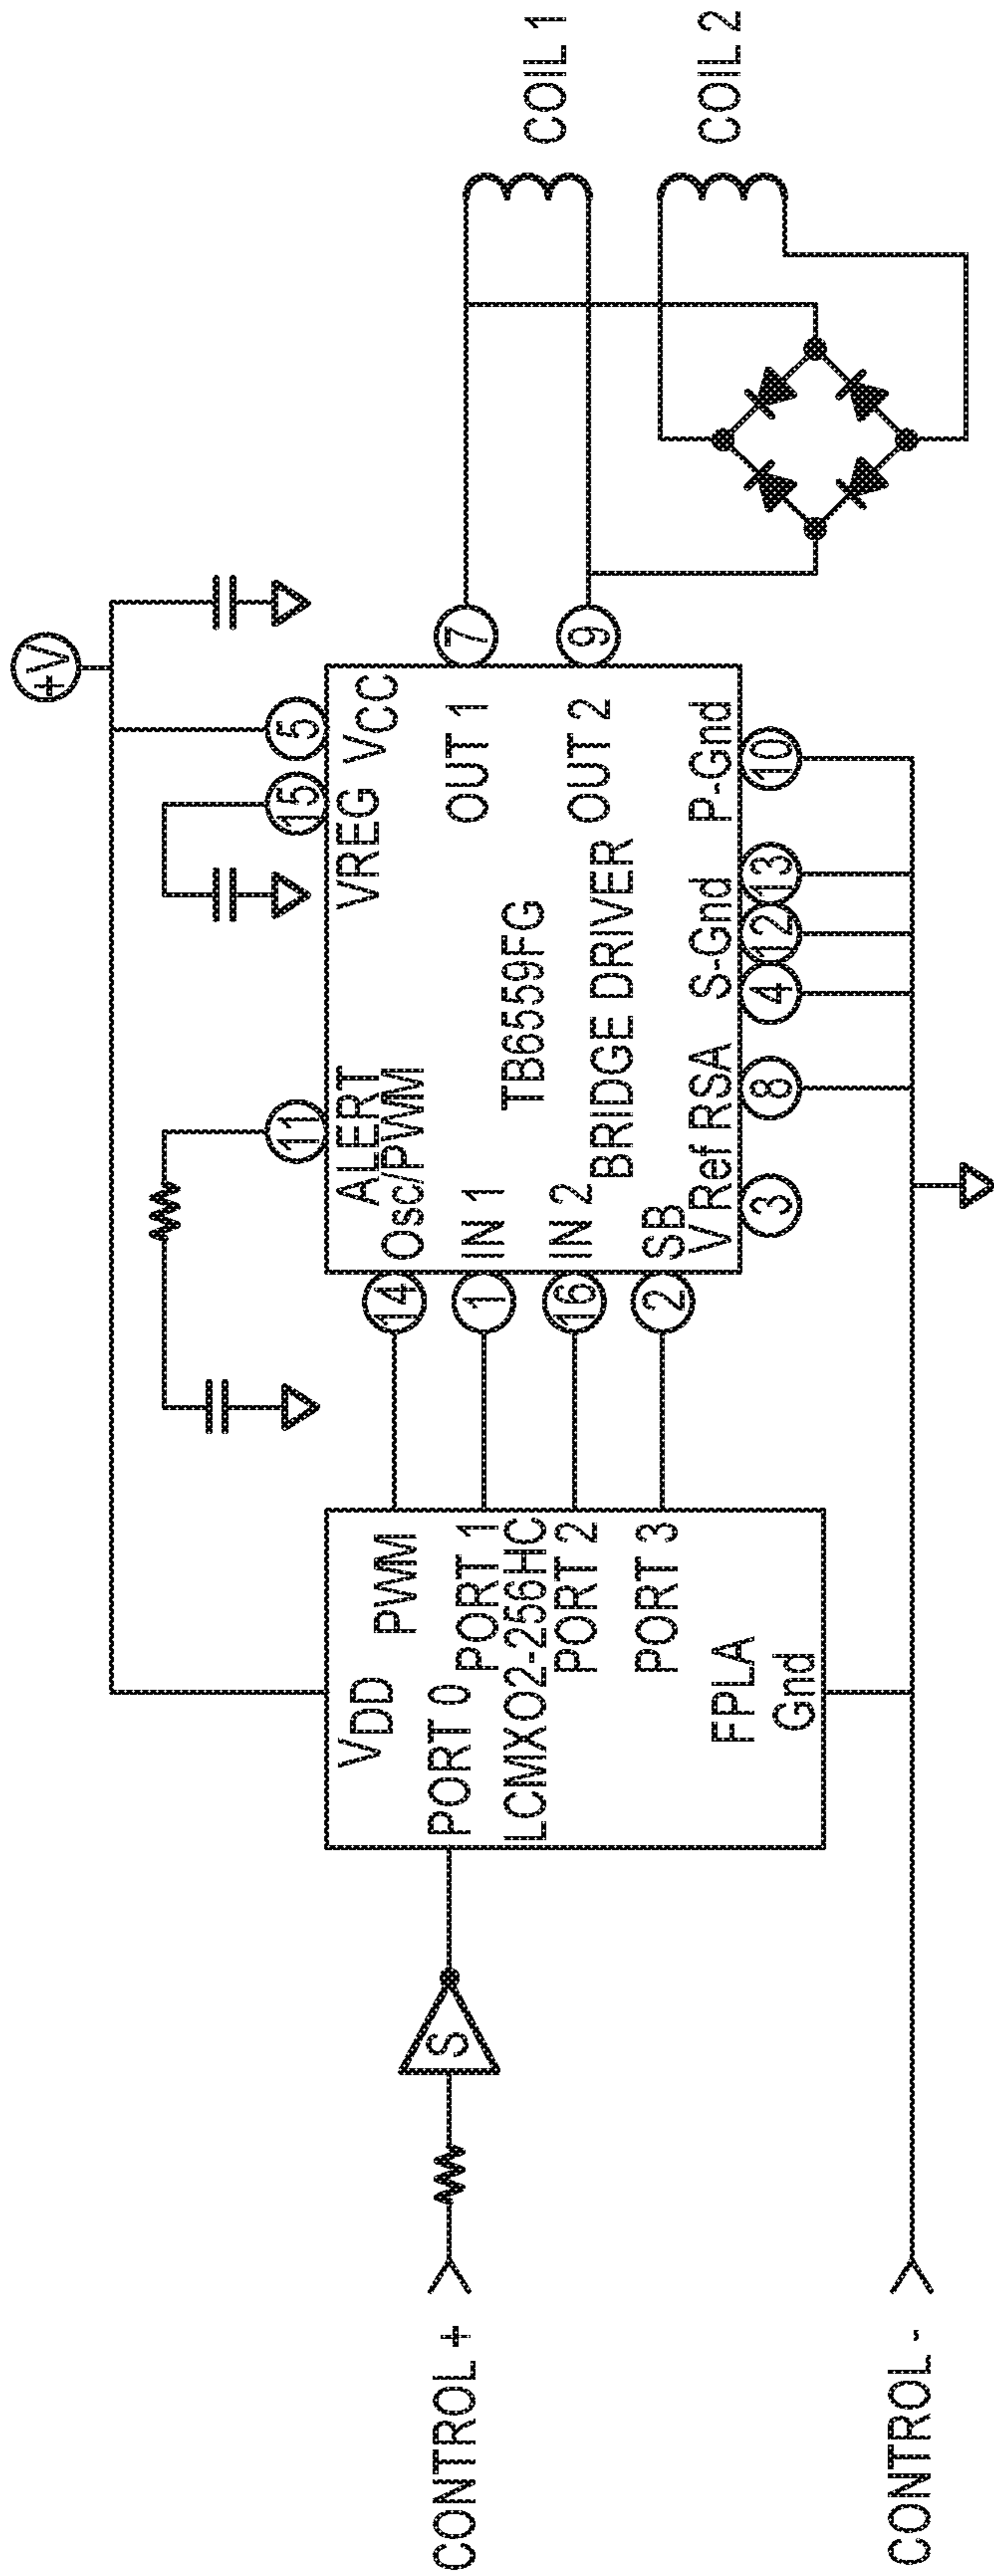 +V
5
15
11
VCC
VREG
ALERT
Osc/PWM
14
IN 1
1
IN 2
16
SB
2
V Ref
3
RSA
8
S-Gnd
4
12
13
P-Gnd
10
OUT 1
7
OUT 2
9
TB6559FG
BRIDGE DRIVER
COIL 1
COIL 2
VDD
PWM
PORT 0
PORT 1
LCMXO2-256HC
PORT 2
PORT 3
FPLA
Gnd
S
CONTROL +
CONTROL -